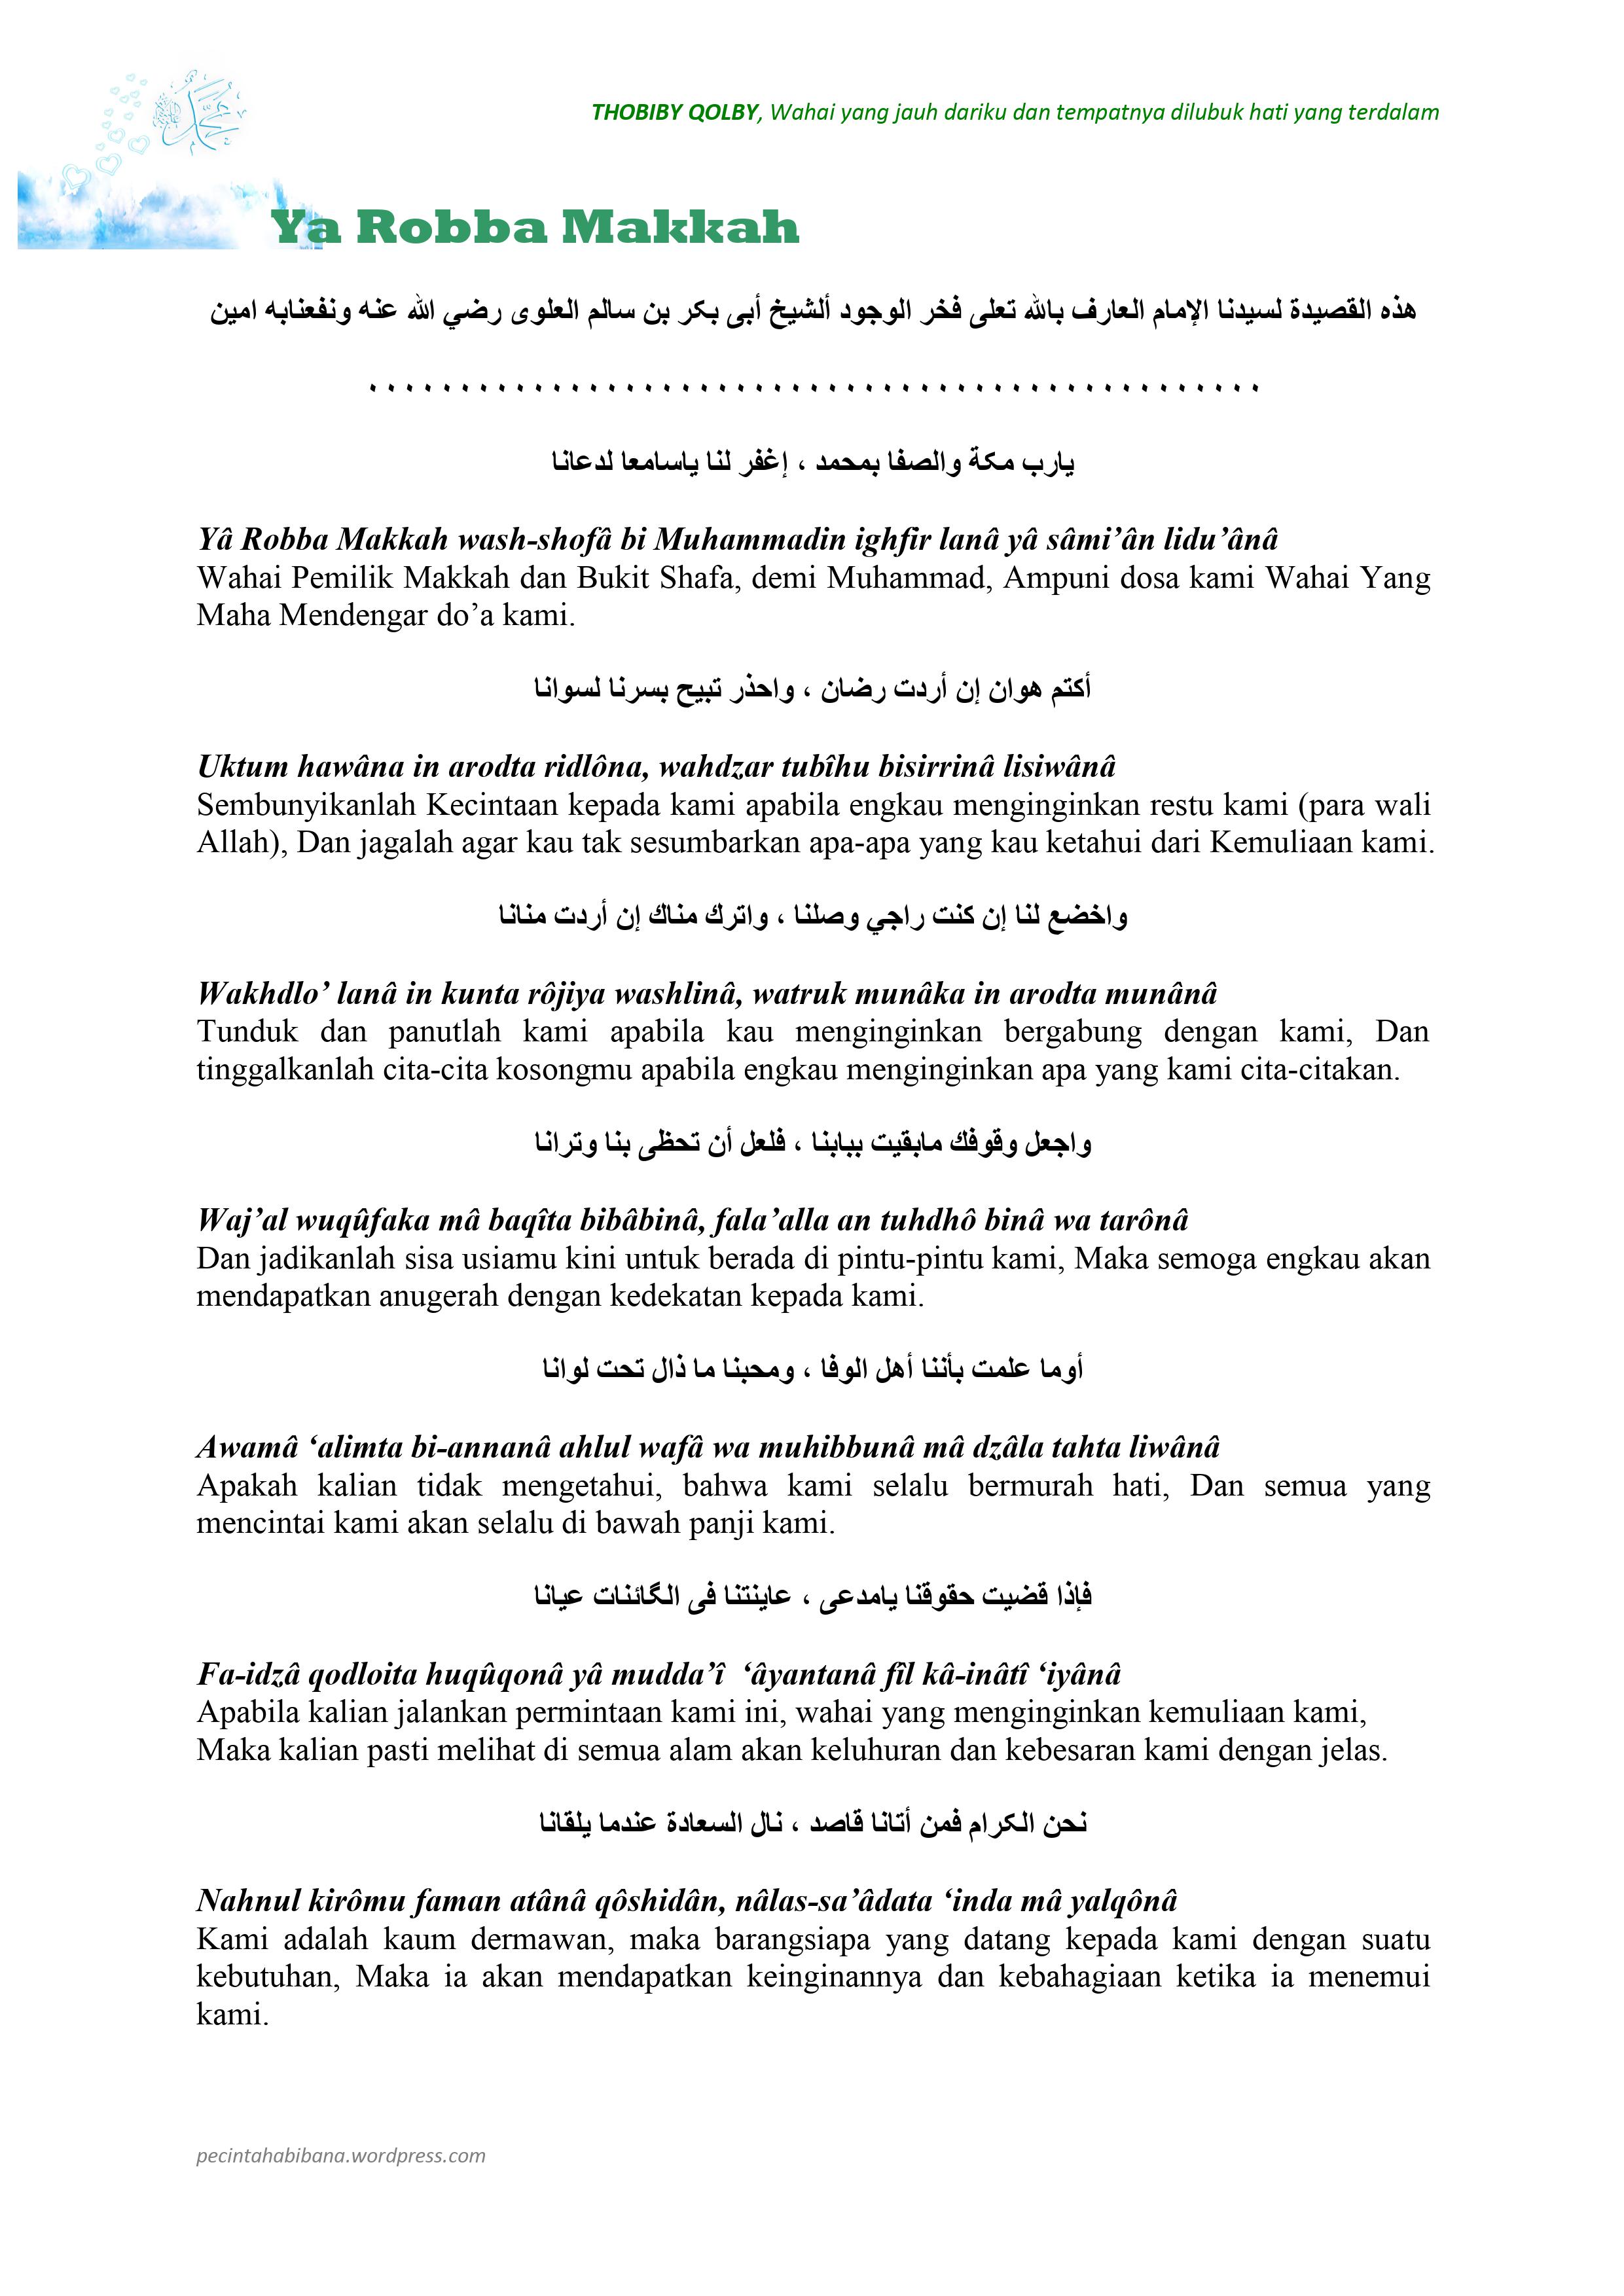 محمد
THOBIBY QOLBY, Wahai yang jauh dariku dan tempatnya dilubuk hati yang terdalam
Ya Robba Makkah
هذه القصيدة لسيدنا الإمام العارف بالله تعلى فخر الوجود ألشيخ أبى بكر بن سالم العلوى رضي الله عنه ونفعنابه امين
يارب مكة والصفا بمحمد ، إغفر لنا ياسامعا لدعانا
Yâ Robba Makkah wash-shofâ bi Muhammadin ighfir lanâ yâ sâmi’ân lidu’ânâ
Wahai Pemilik Makkah dan Bukit Shafa, demi Muhammad, Ampuni dosa kami Wahai Yang
Maha Mendengar do’a kami.
أكتم هوان إن أردت رضان ، واحذر تبيح بسرنا لسوانا
Uktum hawâna in arodta ridlôna, wahdzar tubîhu bisirrinâ lisiwânâ
Sembunyikanlah Kecintaan kepada kami apabila engkau menginginkan restu kami (para wali
Allah), Dan jagalah agar kau tak sesumbarkan apa-apa yang kau ketahui dari Kemuliaan kami.
واخضع لنا إن كنت راجي وصلنا ، واترك مناك إن أردت منانا
Wakhdlo’ lanâ in kunta rôjiya washlinâ, watruk munâka in arodta munânâ
Tunduk dan panutlah kami apabila kau menginginkan bergabung dengan kami, Dan
tinggalkanlah cita-cita kosongmu apabila engkau menginginkan apa yang kami cita-citakan.
واجعل وقوفك مابقيت ببابنا ، فلعل أن تحظى بنا وترانا
Waj’al wuqûfaka mâ baqîta bibâbinâ, fala’alla an tuhdhô binâ wa tarônâ
Dan jadikanlah sisa usiamu kini untuk berada di pintu-pintu kami, Maka semoga engkau akan
mendapatkan anugerah dengan kedekatan kepada kami.
أوما علمت بأننا أهل الوفا ، ومحبنا ما ذال تحت لوانا
Awamâ ‘alimta bi-annanâ ahlul wafâ wa muhibbunâ mâ dzâla tahta liwânâ
Apakah kalian tidak mengetahui, bahwa kami selalu bermurah hati, Dan semua yang
mencintai kami akan selalu di bawah panji kami.
فإذا قضيت حقوقنا يامدعى ، عاينتنا فى الگائنات عيانا
Fa-idzâ qodloita huqûqonâ yâ mudda’î ‘âyantanâ fîl kâ-inâtî ‘iyânâ
Apabila kalian jalankan permintaan kami ini, wahai yang menginginkan kemuliaan kami,
Maka kalian pasti melihat di semua alam akan keluhuran dan kebesaran kami dengan jelas.
نحن الكرام فمن أتانا قاصد ، نال السعادة عندما يلقانا
Nahnul kirômu faman atânâ qôshidân, nâlas-sa’âdata ‘inda mâ yalqônâ
Kami adalah kaum dermawan, maka barangsiapa yang datang kepada kami dengan suatu
kebutuhan, Maka ia akan mendapatkan keinginannya dan kebahagiaan ketika ia menemui
kami.
pecintahabibana.wordpress.com